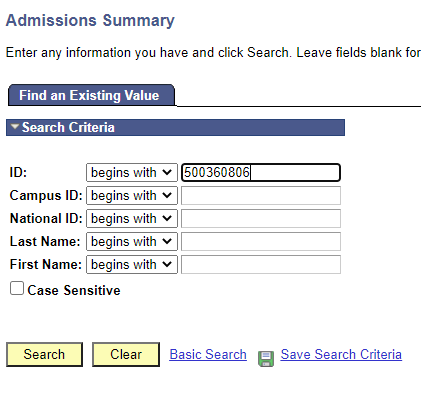 Admissions Summary
Enter any information you have and click Search. Leave fields blank for
Find an Existing Value
Search Criteria
ID: begins with 500360806
Campus ID: begins with
National ID: begins with
Last Name: begins with
First Name: begins with
Case Sensitive
Search Clear Basic Search Save Search Criteria